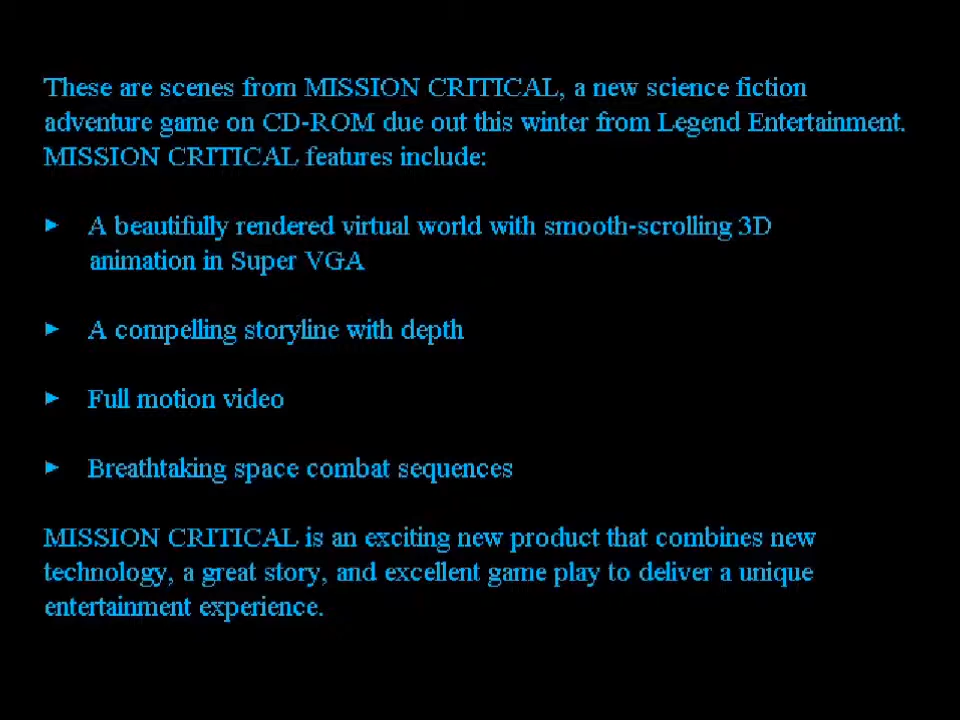 These are scenes from MISSION CRITICAL, a new science fiction
adventure game on CD-ROM due out this winter from Legend Entertainment.
MISSION CRITICAL features include:
► A beautifully rendered virtual world with smooth-scrolling 3D
animation in Super VGA
► A compelling storyline with depth
► Full motion video
► Breathtaking space combat sequences
MISSION CRITICAL is an exciting new product that combines new
technology, a great story, and excellent game play to deliver a unique
entertainment experience.